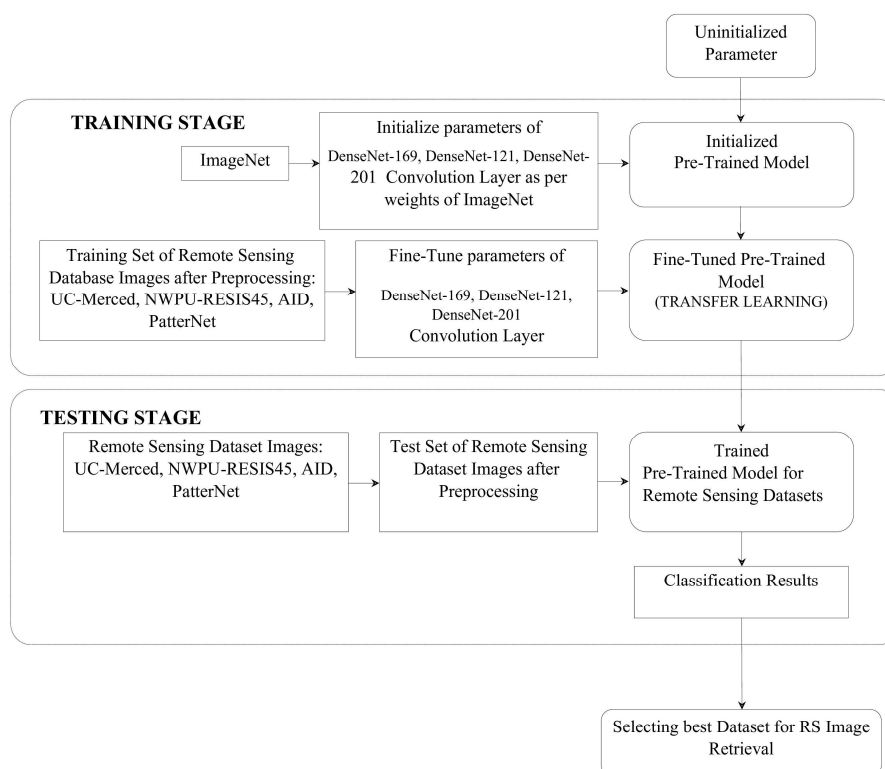 Uninitialized
Parameter
TRAINING STAGE
ImageNet
Initialize parameters of
DenseNet-169, DenseNet-121, DenseNet-
201 Convolution Layer as per
weights of ImageNet
Initialized
Pre-Trained Model
Training Set of Remote Sensing
Database Images after Preprocessing:
UC-Merced, NWPU-RESIS45, AID,
PatterNet
Fine-Tune parameters of
DenseNet-169, DenseNet-121,
DenseNet-201
Convolution Layer
Fine-Tuned Pre-Trained
Model
(TRANSFER LEARNING)
TESTING STAGE
Remote Sensing Dataset Images:
UC-Merced, NWPU-RESIS45, AID,
PatterNet
Test Set of Remote Sensing
Dataset Images after
Preprocessing
Trained
Pre-Trained Model for
Remote Sensing Datasets
Classification Results
Selecting best Dataset for RS Image
Retrieval